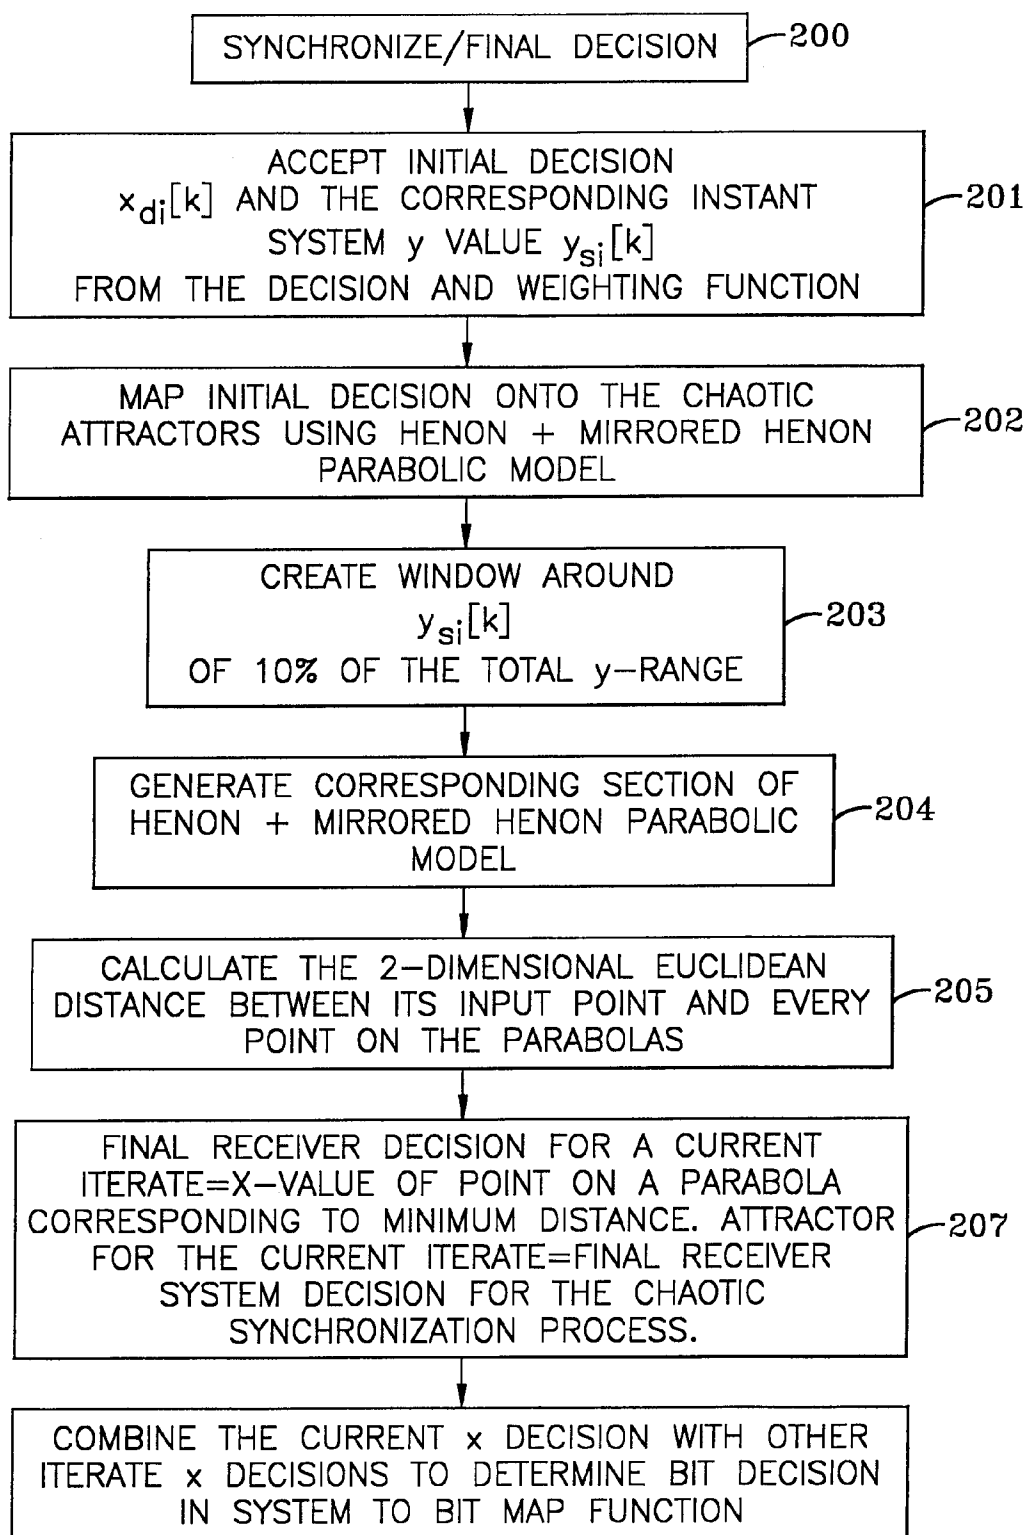 SYNCHRONIZE/FINAL DECISION
200
ACCEPT INITIAL DECISION
x_di[k] AND THE CORRESPONDING INSTANT
SYSTEM y VALUE y_si[k]
FROM THE DECISION AND WEIGHTING FUNCTION
201
MAP INITIAL DECISION ONTO THE CHAOTIC
ATTRACTORS USING HENON + MIRRORED HENON
PARABOLIC MODEL
202
CREATE WINDOW AROUND
y_si[k]
OF 10% OF THE TOTAL y-RANGE
203
GENERATE CORRESPONDING SECTION OF
HENON + MIRRORED HENON PARABOLIC
MODEL
204
CALCULATE THE 2-DIMENSIONAL EUCLIDEAN
DISTANCE BETWEEN ITS INPUT POINT AND EVERY
POINT ON THE PARABOLAS
205
FINAL RECEIVER DECISION FOR A CURRENT
ITERATE=X-VALUE OF POINT ON A PARABOLA
CORRESPONDING TO MINIMUM DISTANCE. ATTRACTOR
FOR THE CURRENT ITERATE=FINAL RECEIVER
SYSTEM DECISION FOR THE CHAOTIC
SYNCHRONIZATION PROCESS.
207
COMBINE THE CURRENT x DECISION WITH OTHER
ITERATE x DECISIONS TO DETERMINE BIT DECISION
IN SYSTEM TO BIT MAP FUNCTION